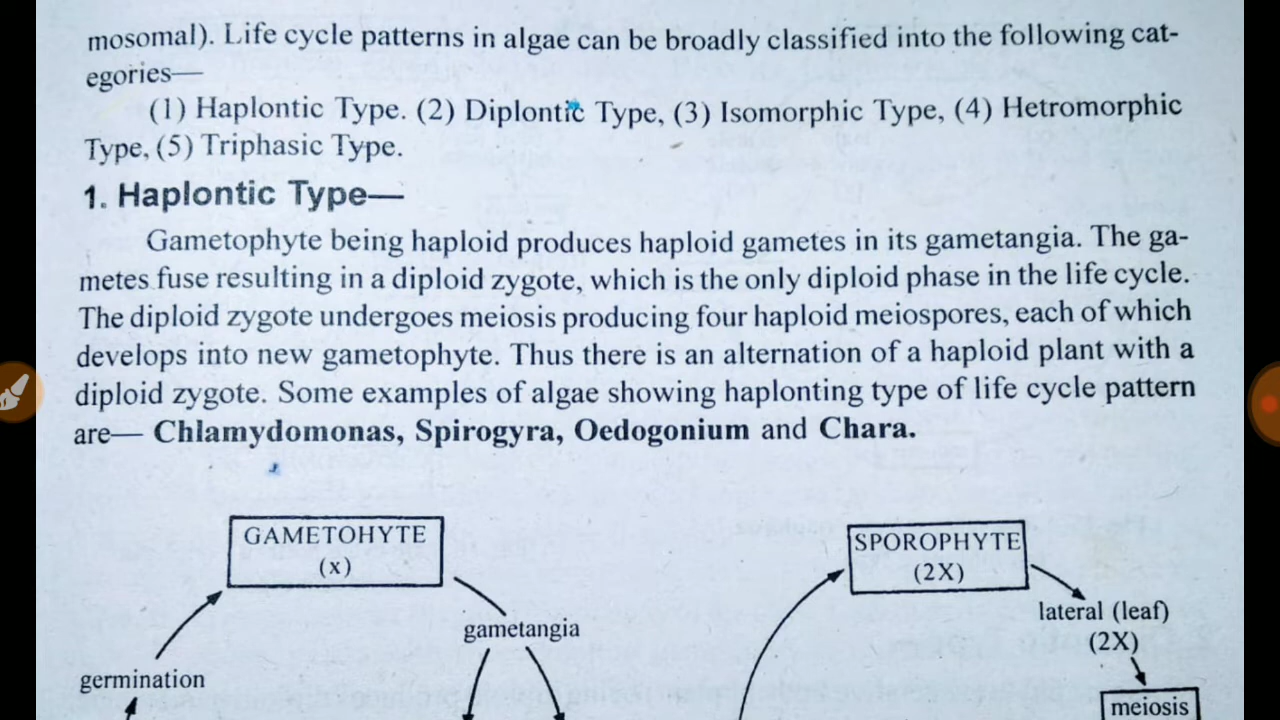 mosomal). Life cycle patterns in algae can be broadly classified into the following cat-
egories—
(1) Haplontic Type. (2) Diplontic Type, (3) Isomorphic Type, (4) Hetromorphic
Type, (5) Triphasic Type.
1. Haplontic Type—
Gametophyte being haploid produces haploid gametes in its gametangia. The ga-
metes fuse resulting in a diploid zygote, which is the only diploid phase in the life cycle.
The diploid zygote undergoes meiosis producing four haploid meiospores, each of which
develops into new gametophyte. Thus there is an alternation of a haploid plant with a
diploid zygote. Some examples of algae showing haplonting type of life cycle pattern
are— Chlamydomonas, Spirogyra, Oedogonium and Chara.
GAMETOHYTE
(x)
gametangia
germination
SPOROPHYTE
(2X)
lateral (leaf)
(2X)
meiosis